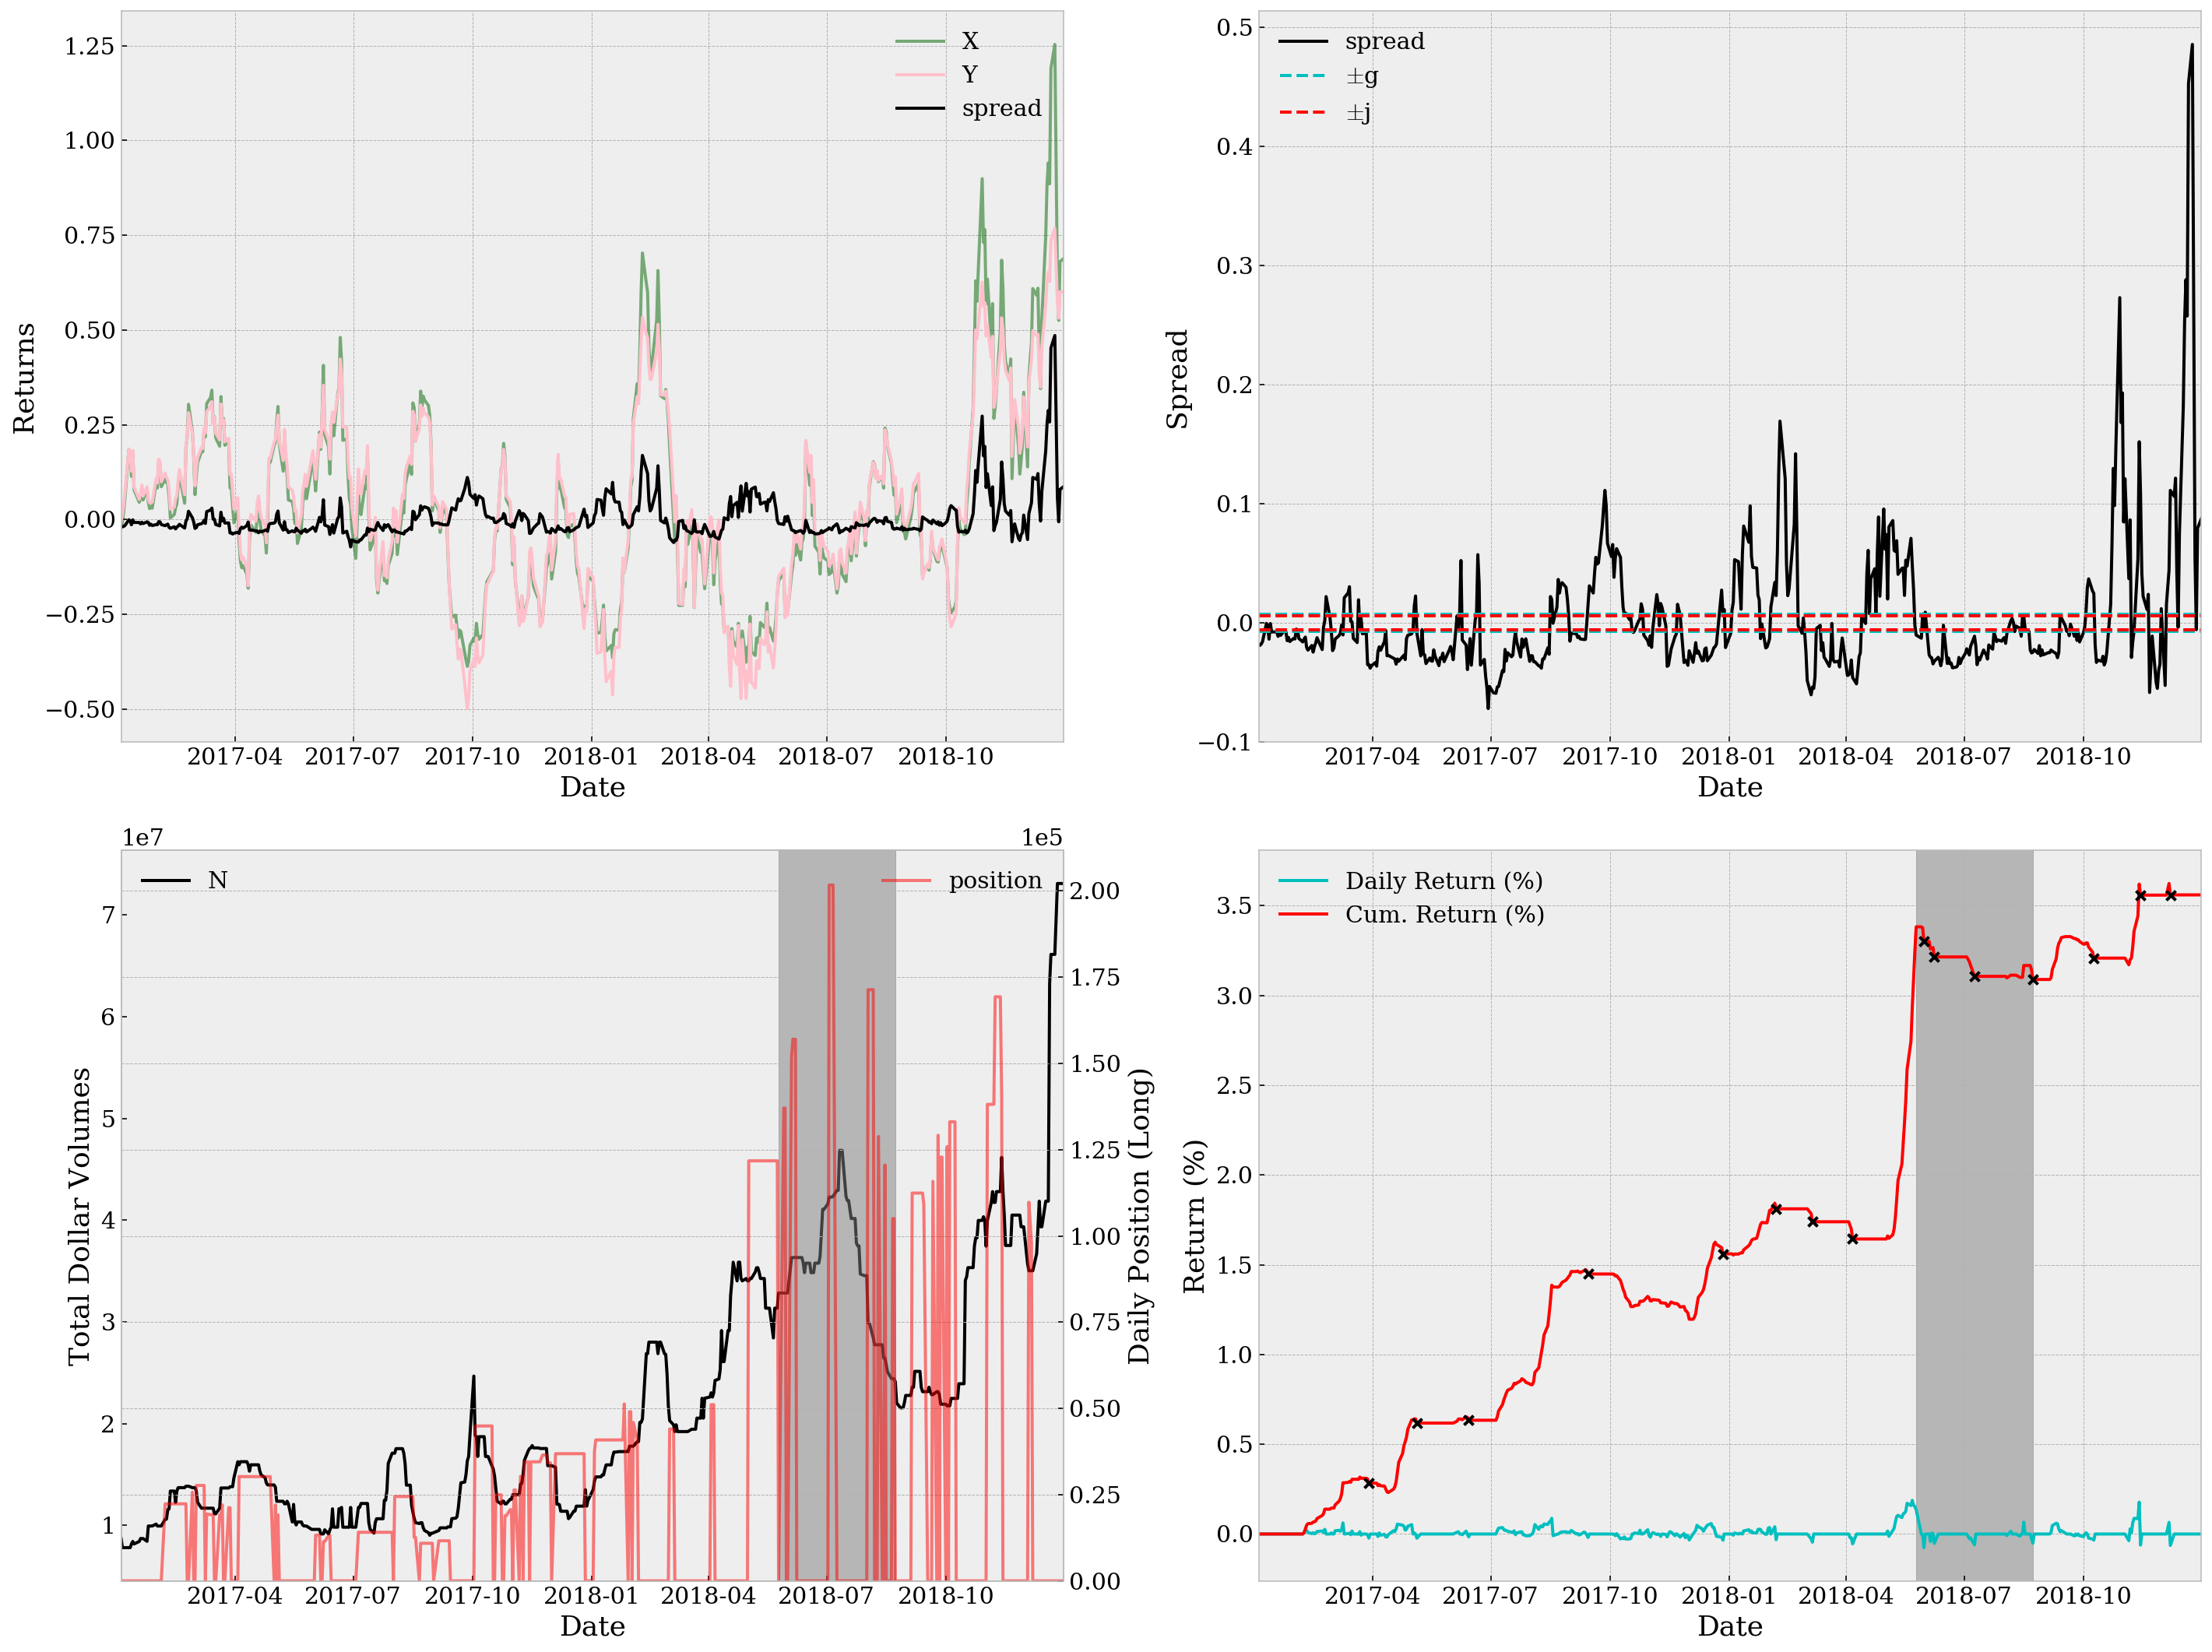 X
Y
spread
1.25
1.00
0.75
0.50
0.25
0.00
−0.25
−0.50
Returns
2017-04 2017-07 2017-10 2018-01 2018-04 2018-07 2018-10
Date
spread
±g
±j
0.5
0.4
0.3
0.2
0.1
0.0
−0.1
Spread
2017-04 2017-07 2017-10 2018-01 2018-04 2018-07 2018-10
Date
1e7
1e5
N
position
7
6
5
4
3
2
1
Total Dollar Volumes
2.00
1.75
1.50
1.25
1.00
0.75
0.50
0.25
0.00
Daily Position (Long)
2017-04 2017-07 2017-10 2018-01 2018-04 2018-07 2018-10
Date
Daily Return (%)
Cum. Return (%)
3.5
3.0
2.5
2.0
1.5
1.0
0.5
0.0
Return (%)
2017-04 2017-07 2017-10 2018-01 2018-04 2018-07 2018-10
Date